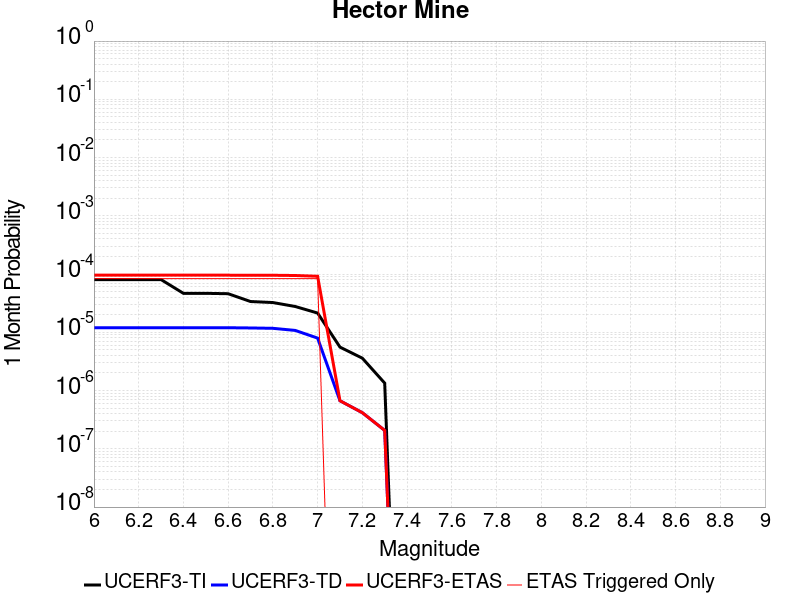 Hector Mine
10 0
10 -1
10 -2
10 -3
10 -4
10 -5
10 -6
10 -7
10 -8
1 Month Probability
6 6.2 6.4 6.6 6.8 7 7.2 7.4 7.6 7.8 8 8.2 8.4 8.6 8.8 9
Magnitude
UCERF3-TI UCERF3-TD UCERF3-ETAS ETAS Triggered Only